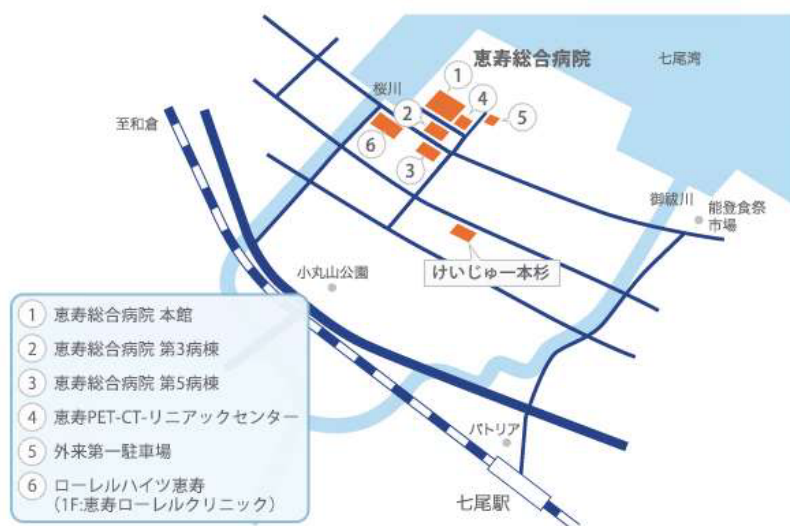 恵寿総合病院
七尾湾
桜川
至和倉
1
4
2
5
6
3
御祓川
能登食祭
市場
けいじゅ一本杉
小丸山公園
1 恵寿総合病院 本館
2 恵寿総合病院 第3病棟
3 恵寿総合病院 第5病棟
4 恵寿PET-CT-リニアックセンター
5 外来第一駐車場
6 ローレルハイツ恵寿
(1F:恵寿ローレルクリニック)
パトリア
七尾駅